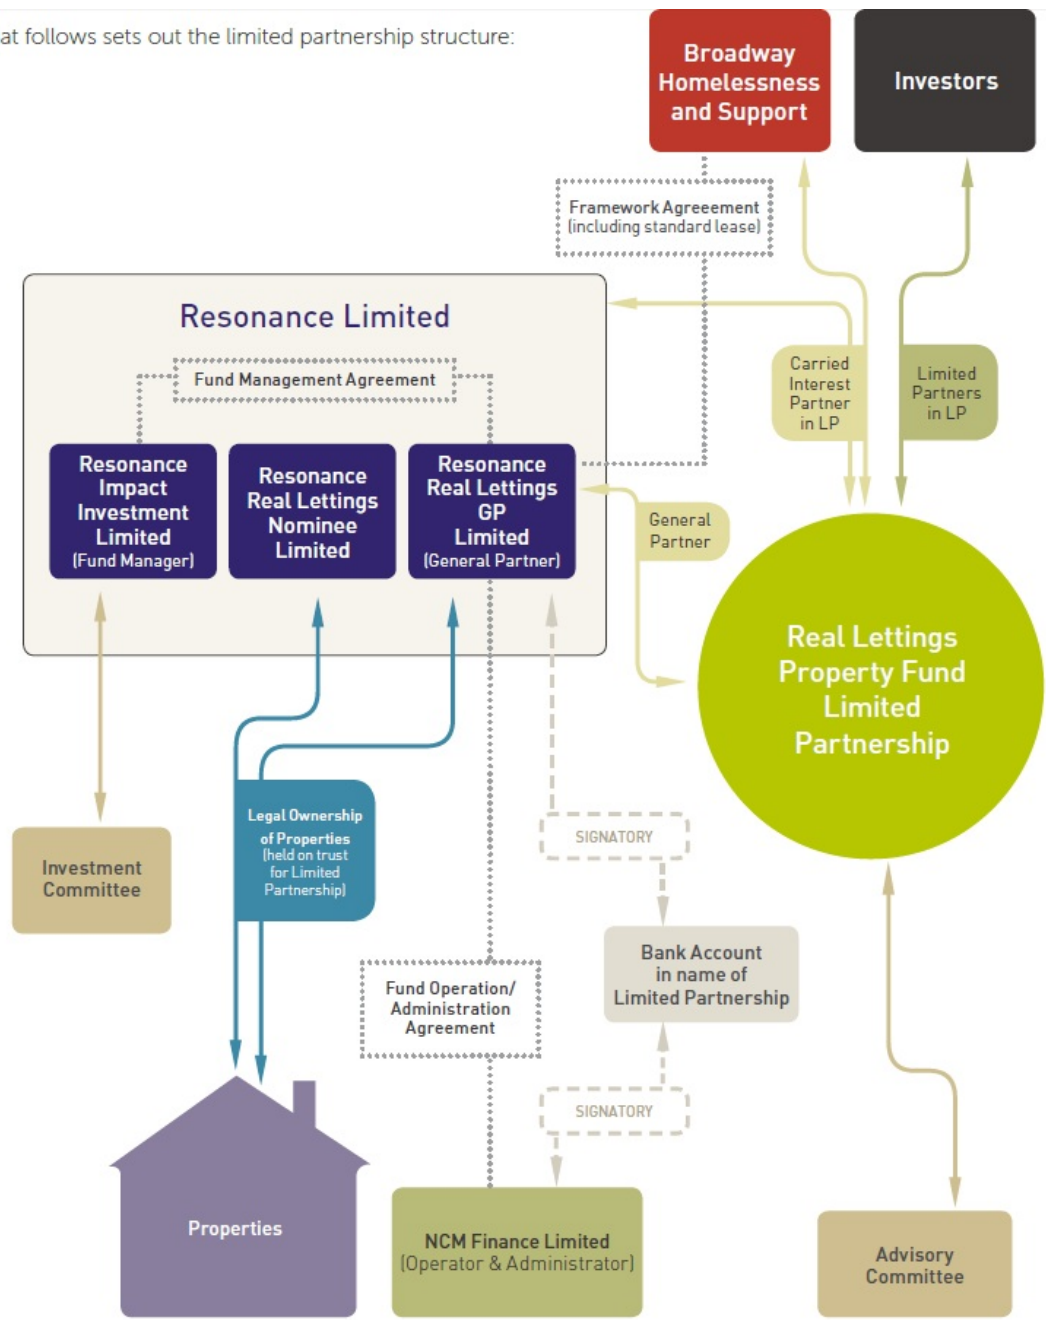 at follows sets out the limited partnership structure:
Broadway
Homelessness
and Support
Investors
Framework Agreeement
(including standard lease)
Resonance Limited
Fund Management Agreement
Carried
Interest
Partner
in LP
Limited
Partners
in LP
Resonance
Impact
Investment
Limited
(Fund Manager)
Resonance
Real Lettings
Nominee
Limited
Resonance
Real Lettings
GP
Limited
(General Partner)
General
Partner
Real Lettings
Property Fund
Limited
Partnership
Legal Ownership
of Properties
(held on trust
for Limited
Partnership)
SIGNATORY
Investment
Committee
Bank Account
in name of
Limited Partnership
Fund Operation/
Administration
Agreement
SIGNATORY
Properties
NCM Finance Limited
(Operator & Administrator)
Advisory
Committee